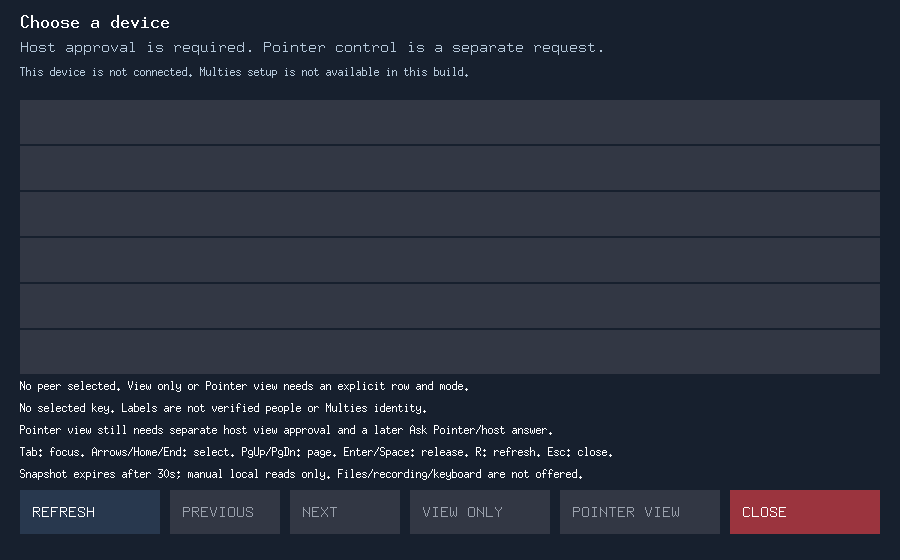 Choose a device
Host approval is required. Pointer control is a separate request.
This device is not connected. Multies setup is not available in this build.
No peer selected. View only or Pointer view needs an explicit row and mode.
No selected key. Labels are not verified people or Multies identity.
Pointer view still needs separate host view approval and a later Ask Pointer/host answer.
Tab: focus. Arrows/Home/End: select. PgUp/PgDn: page. Enter/Space: release. R: refresh. Esc: close.
Snapshot expires after 30s; manual local reads only. Files/recording/keyboard are not offered.
REFRESH PREVIOUS NEXT VIEW ONLY POINTER VIEW CLOSE